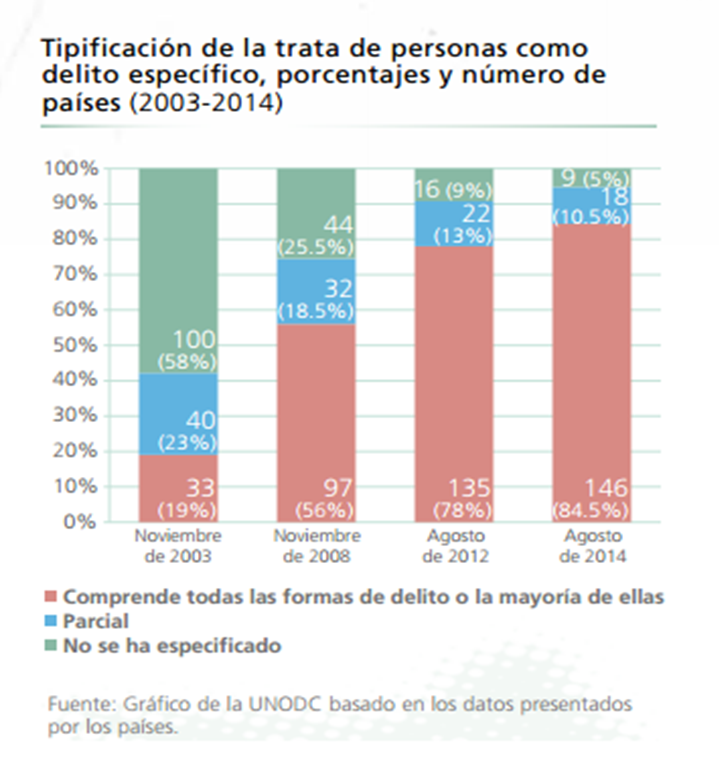 Tipificación de la trata de personas como
delito específico, porcentajes y número de
países (2003-2014)
100%
90%
80%
70%
60%
50%
40%
30%
20%
10%
0%
100
(58%)
40
(23%)
33
(19%)
44
(25.5%)
32
(18.5%)
97
(56%)
16 (9%)
22
(13%)
135
(78%)
9 (5%)
18
(10.5%)
146
(84.5%)
Noviembre
de 2003
Noviembre
de 2008
Agosto
de 2012
Agosto
de 2014
Comprende todas las formas de delito o la mayoría de ellas
Parcial
No se ha especificado
Fuente: Gráfico de la UNODC basado en los datos presentados
por los países.